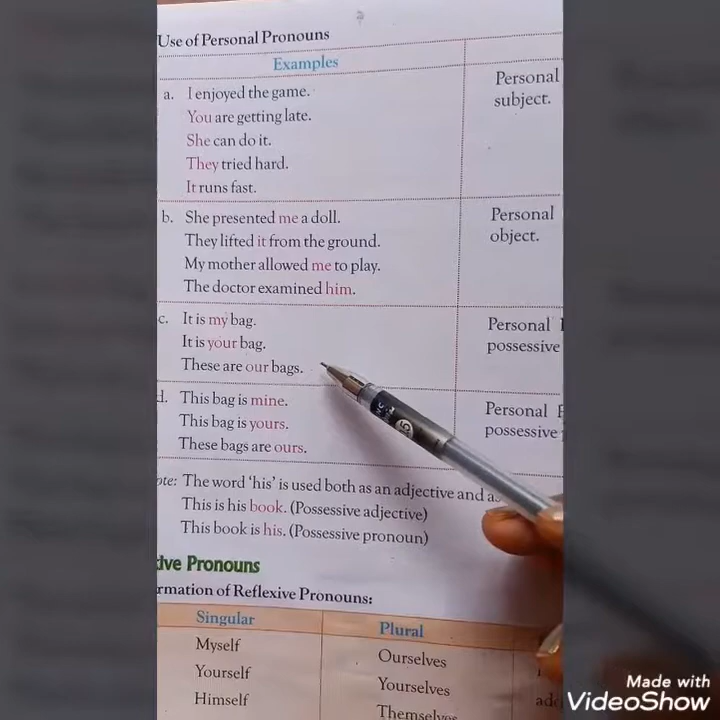 Use of Personal Pronouns
Examples
a. I enjoyed the game.
You are getting late.
She can do it.
They tried hard.
It runs fast.
Personal
subject.
b. She presented me a doll.
They lifted it from the ground.
My mother allowed me to play.
The doctor examined him.
Personal
object.
c. It is my bag.
It is your bag.
These are our bags.
Personal
possessive
d. This bag is mine.
This bag is yours.
These bags are ours.
Personal
possessive
The word 'his' is used both as an adjective and as
This is his book. (Possessive adjective)
This book is his. (Possessive pronoun)
Pronouns
of Reflexive Pronouns:
Singular Plural
Myself Ourselves
Yourself Yourselves
Himself Themselves
Made with
VideoShow